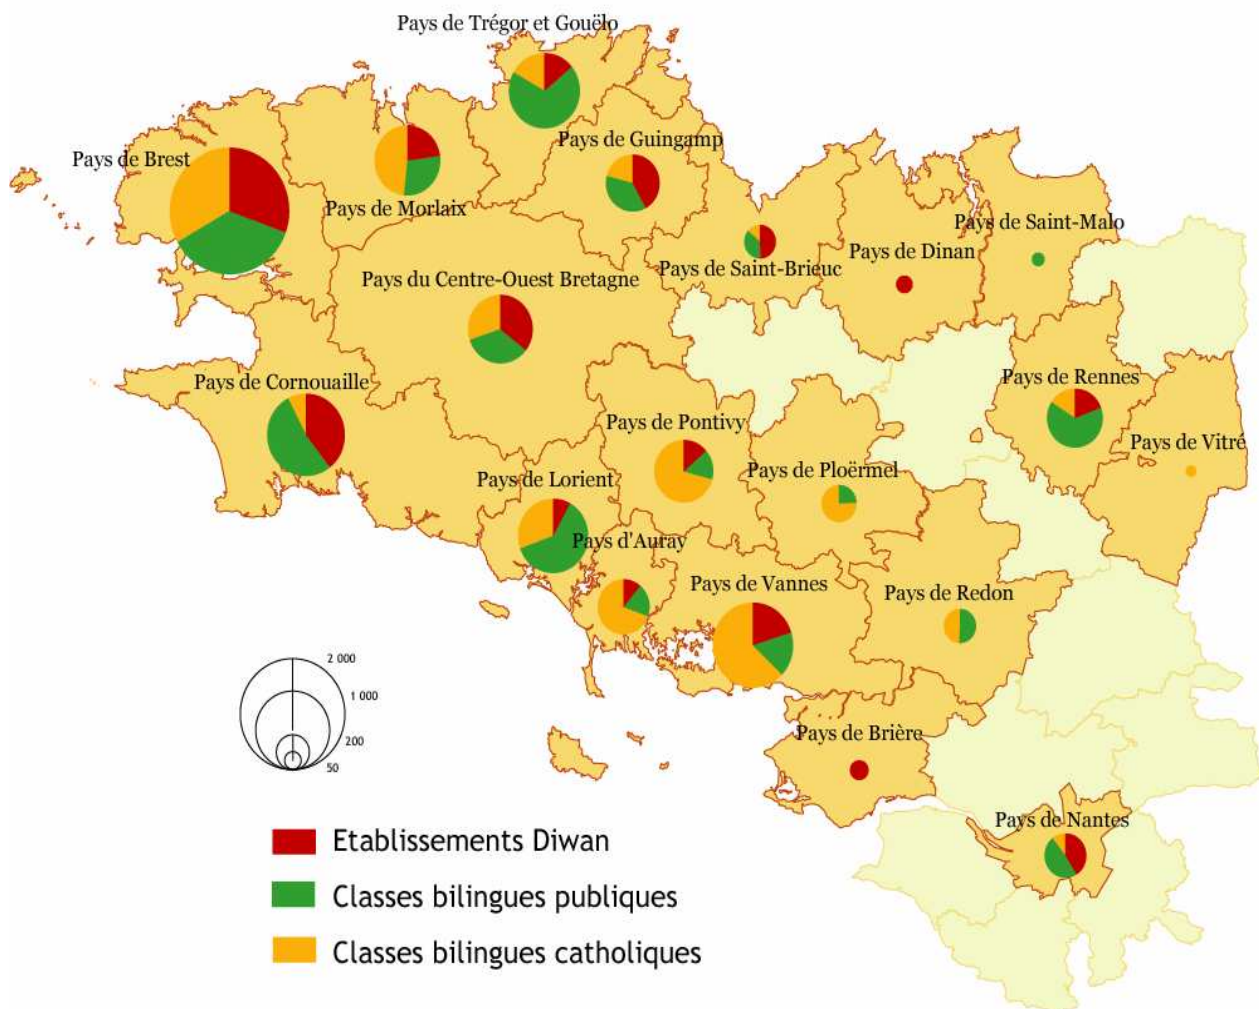 Pays de Trégor et Gouëlo
Pays de Brest
Pays de Guingamp
Pays de Morlaix
Pays de Saint-Malo
Pays de Saint-Brieuc
Pays de Dinan
Pays du Centre-Ouest Bretagne
Pays de Cornouaille
Pays de Rennes
Pays de Pontivy
Pays de Vitré
Pays de Ploërmel
Pays de Lorient
Pays d'Auray
Pays de Vannes
Pays de Redon
2 000
1 000
200
50
Pays de Brière
Pays de Nantes
Etablissements Diwan
Classes bilingues publiques
Classes bilingues catholiques